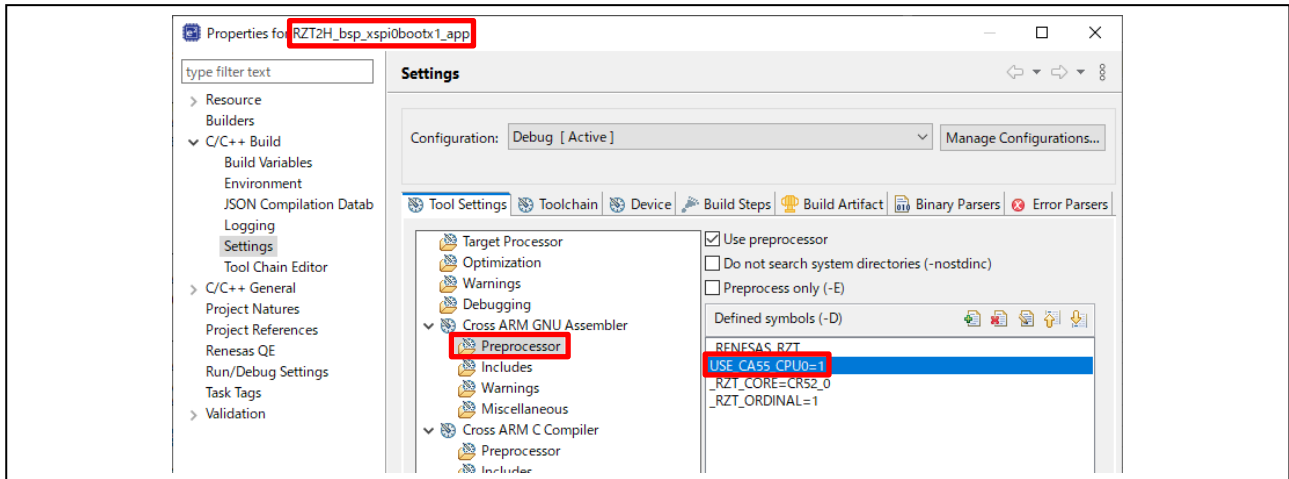 Properties for RZT2H_bsp_xspi0bootx1_app
type filter text
Settings
Resource
Builders
C/C++ Build
Build Variables
Environment
JSON Compilation Datab
Logging
Settings
Tool Chain Editor
C/C++ General
Project Natures
Project References
Renesas QE
Run/Debug Settings
Task Tags
Validation
Configuration: Debug [ Active ]
Manage Configurations...
Tool Settings Toolchain Device Build Steps Build Artifact Binary Parsers Error Parsers
Target Processor
Optimization
Warnings
Debugging
Cross ARM GNU Assembler
Preprocessor
Includes
Warnings
Miscellaneous
Cross ARM C Compiler
Preprocessor
Includes
Use preprocessor
Do not search system directories (-nostdinc)
Preprocess only (-E)
Defined symbols (-D)
_RENESAS_RZT_
USE_CA55_CPU0=1
_RZT_CORE=CR52_0
_RZT_ORDINAL=1